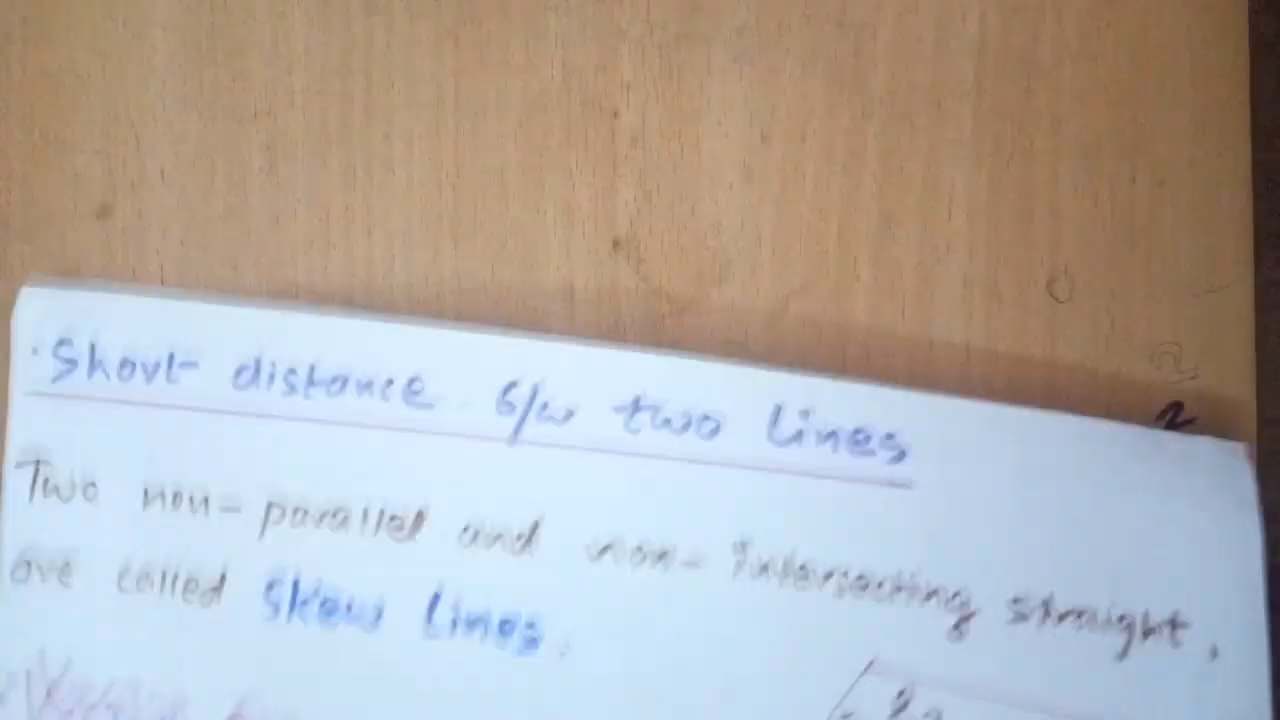 . Short distance b/w two lines
Two non-parallel and non-intersecting straight
are called Skew lines.